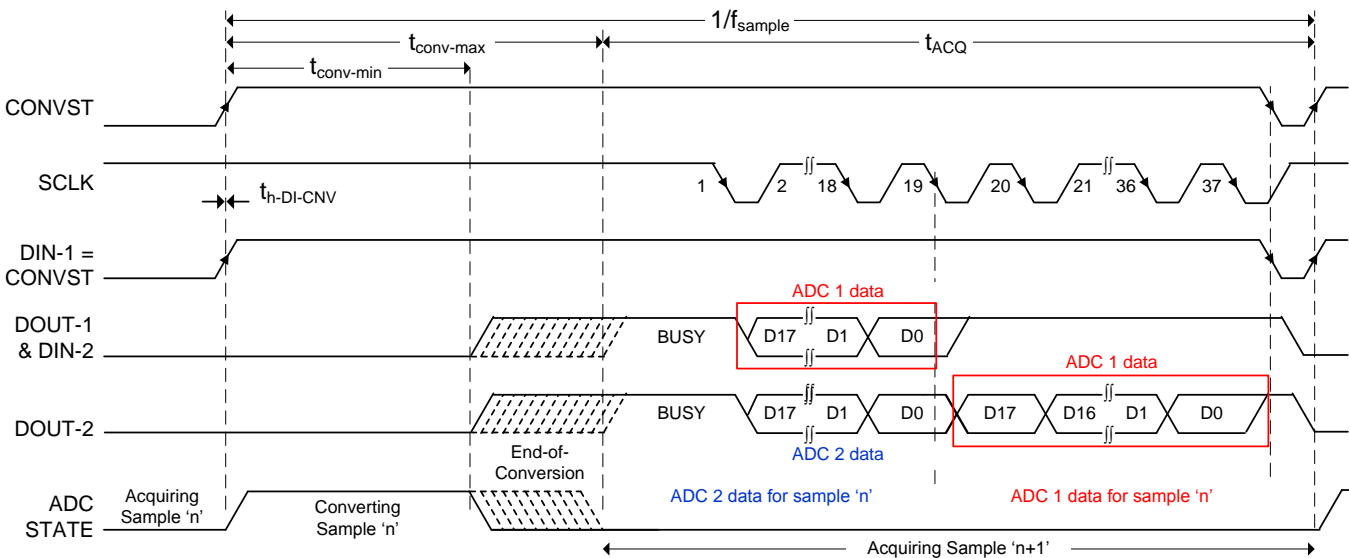 1/fsample
tconv-max
tACQ
tconv-min
CONVST
SCLK
1 2 ∫∫ 18 19 20 21 ∫∫ 36 37
th-DI-CNV
DIN-1 =
CONVST
ADC 1 data
DOUT-1
& DIN-2
BUSY D17 ∫∫ D1 D0 ∫∫
ADC 1 data
DOUT-2
BUSY D17 ∫∫ D1 D0 ∫∫ D17 D16 ∫∫ D1 D0 ∫∫
ADC 2 data
End-of-
Conversion
ADC
STATE
Acquiring
Sample ‘n’
Converting
Sample ‘n’
ADC 2 data for sample ‘n’
ADC 1 data for sample ‘n’
Acquiring Sample ‘n+1’